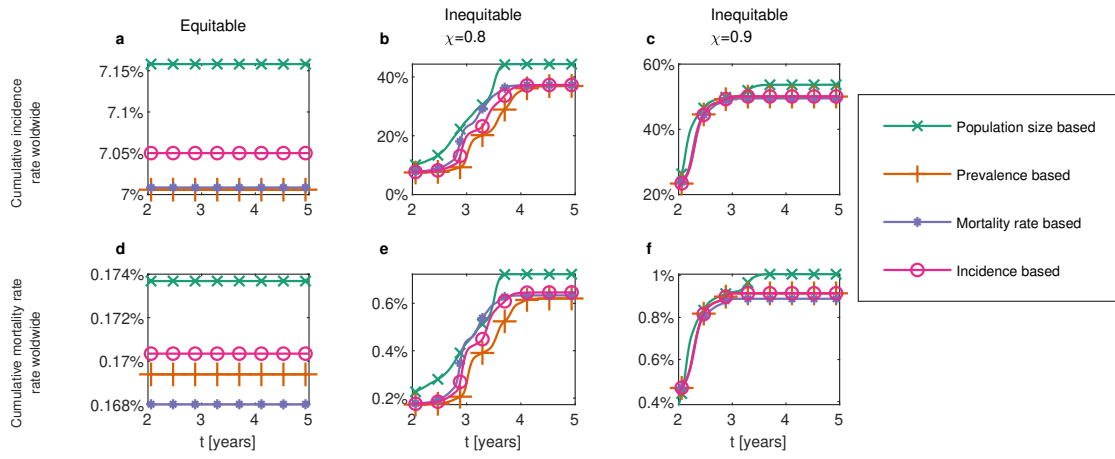 Equitable
Inequitable
χ=0.8
Inequitable
χ=0.9
a
b
c
Cumulative incidence
rate woldwide
7.15%
7.1%
7.05%
7%
2 3 4 5
40%
20%
0%
2 3 4 5
60%
40%
20%
2 3 4 5
d
e
f
Cumulative mortality rate
rate woldwide
0.174%
0.172%
0.17%
0.168%
2 3 4 5
t [years]
0.6%
0.4%
0.2%
2 3 4 5
t [years]
1%
0.8%
0.6%
0.4%
2 3 4 5
t [years]
Population size based
Prevalence based
Mortality rate based
Incidence based